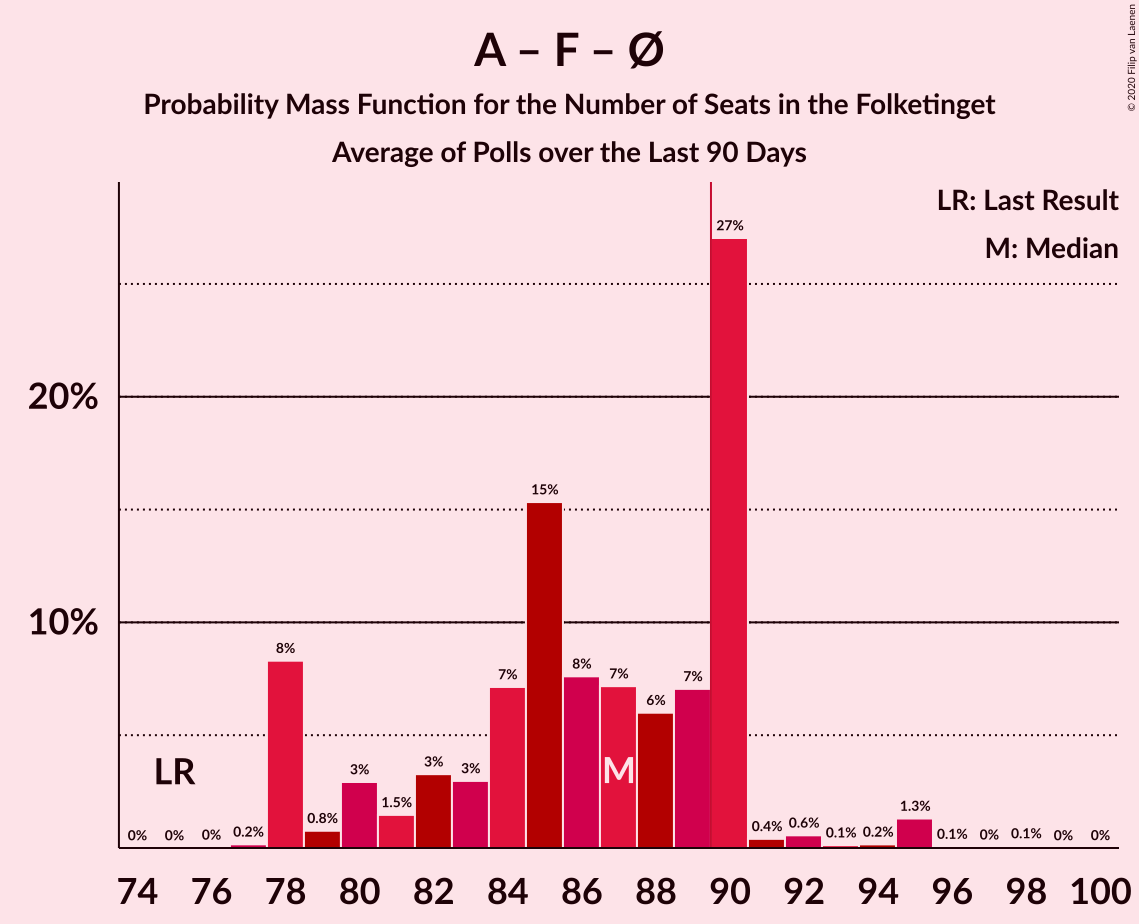 A – F – Ø
Probability Mass Function for the Number of Seats in the Folketinget
Average of Polls over the Last 90 Days
© 2020 Filip van Laenen
LR: Last Result
M: Median
20%
10%
0% 0% 0% 0.2% 8% 0.8% 3% 1.5% 3% 3% 7% 15% 8% 7% 6% 7% 27% 0.4% 0.6% 0.1% 0.2% 1.3% 0.1% 0% 0.1% 0% 0%
LR
M
74 76 78 80 82 84 86 88 90 92 94 96 98 100